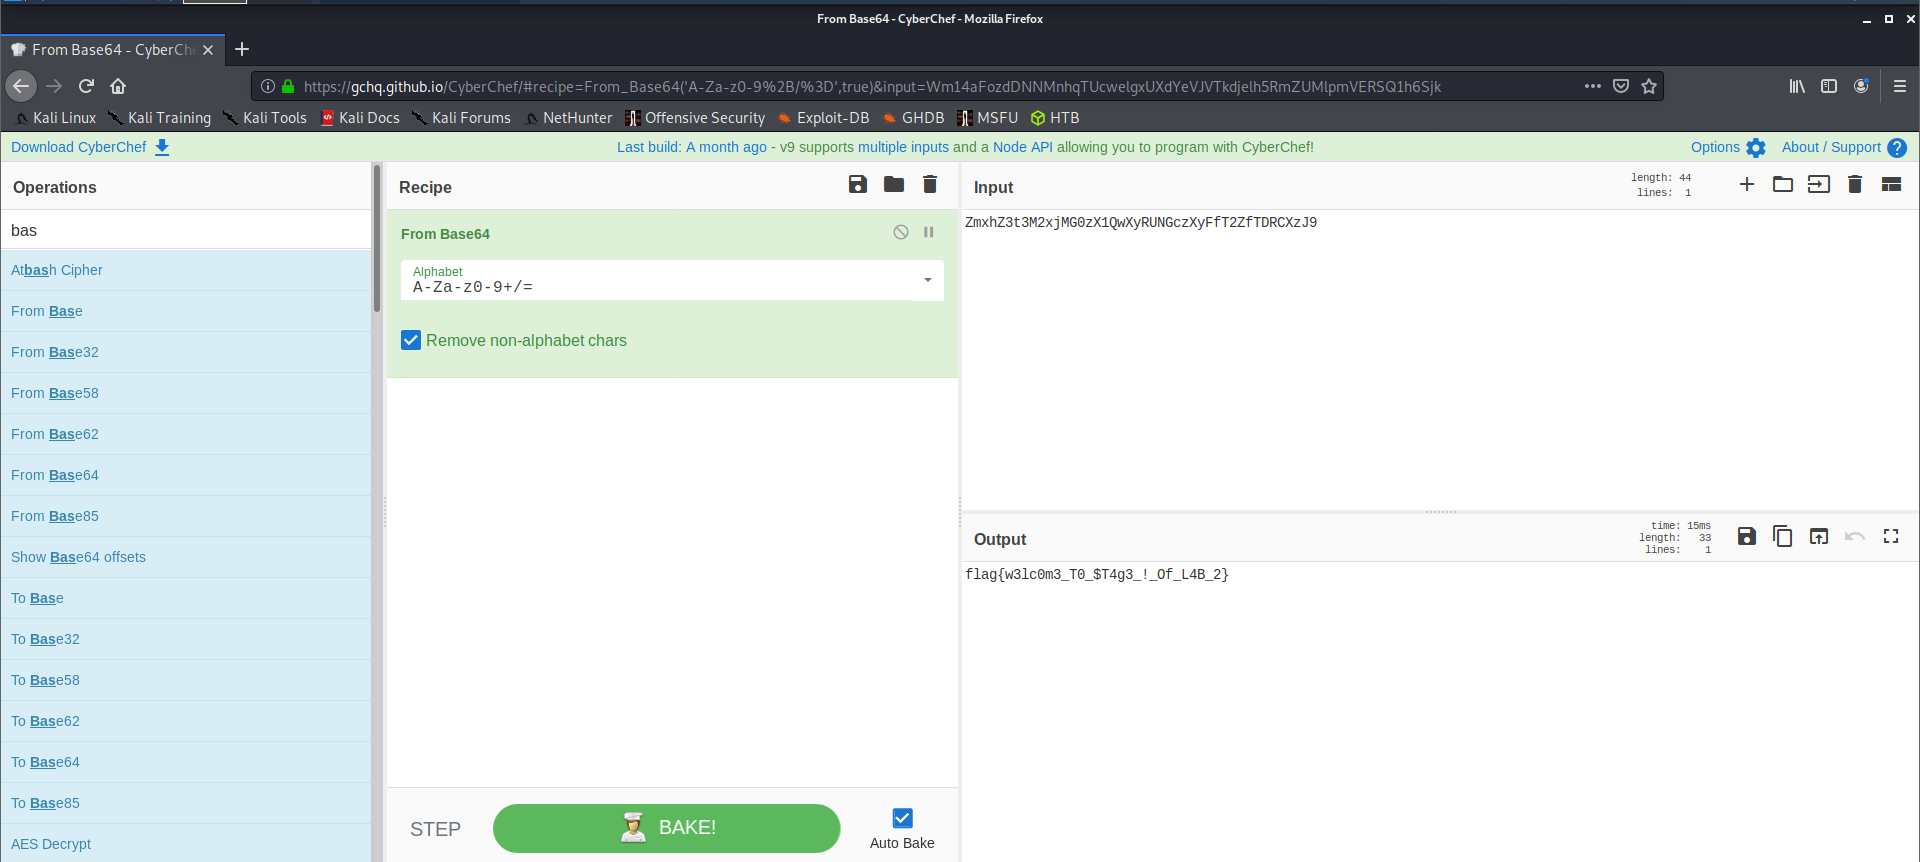 From Base64 - CyberChef - Mozilla Firefox
From Base64 - CyberChe
https://gchq.github.io/CyberChef/#recipe=From_Base64('A-Za-z0-9%2B/%3D',true)&input=Wm14aFozdDNNMnhqTUcwelgxUXdYeVJVTkdjelh5RmZUMlpmVERSQ1h6Sjk
Kali Linux Kali Training Kali Tools Kali Docs Kali Forums NetHunter Offensive Security Exploit-DB GHDB MSFU HTB
Download CyberChef Last build: A month ago - v9 supports multiple inputs and a Node API allowing you to program with CyberChef! Options About / Support
Operations
bas
Atbash Cipher
From Base
From Base32
From Base58
From Base62
From Base64
From Base85
Show Base64 offsets
To Base
To Base32
To Base58
To Base62
To Base64
To Base85
AES Decrypt
Recipe
From Base64
Alphabet
A-Za-z0-9+/=
Remove non-alphabet chars
STEP BAKE! Auto Bake
Input
length: 44
lines: 1
ZmxhZ3t3M2xjMG0zX1QwXyRUNGczXyFfT2ZfTDRCXzJ9
Output
time: 15ms
length: 33
lines: 1
flag{w3lc0m3_T0_$T4g3_!_Of_L4B_2}